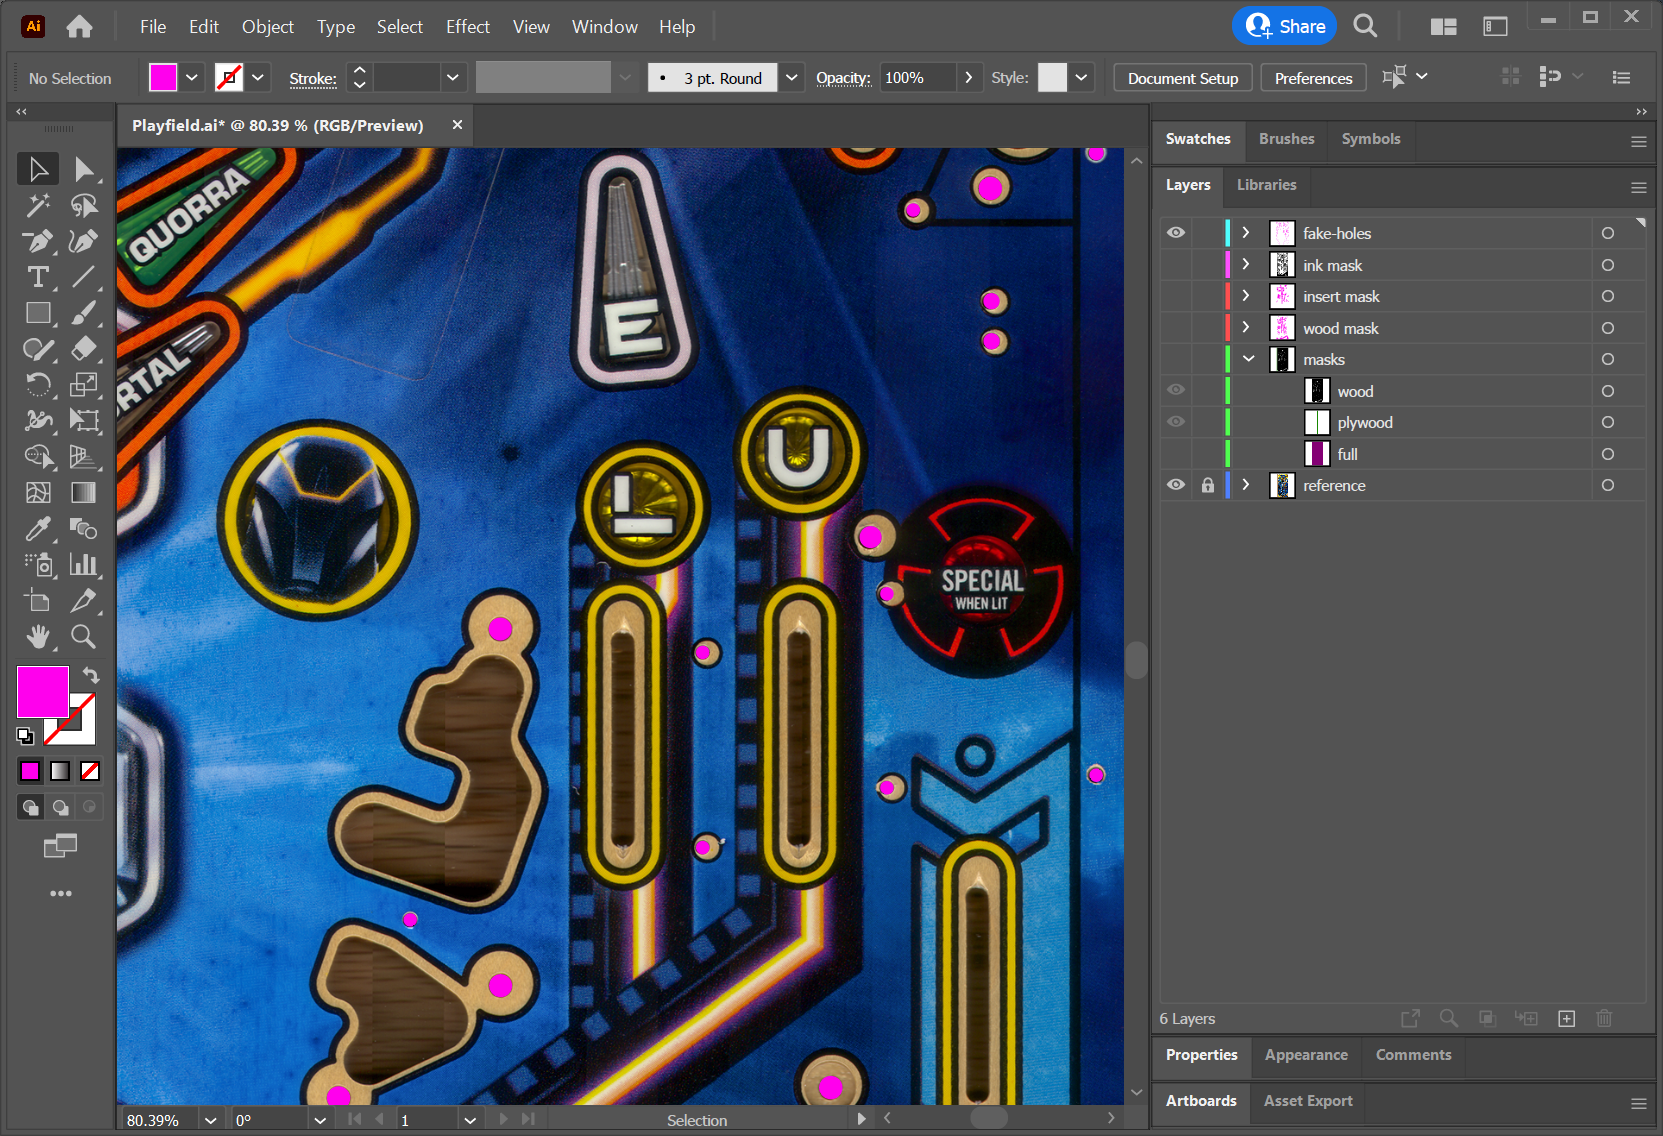 Ai File Edit Object Type Select Effect View Window Help Share
No Selection Stroke: 3 pt. Round Opacity: 100% Style: Document Setup Preferences
Playfield.ai* @ 80.39 % (RGB/Preview)
Swatches Brushes Symbols
Layers Libraries
fake-holes
ink mask
insert mask
wood mask
masks
wood
plywood
full
reference
QUORRA
E
RTAL
U
L
SPECIAL
WHEN LIT
6 Layers
Properties Appearance Comments
Artboards Asset Export
80.39% 0° 1 Selection